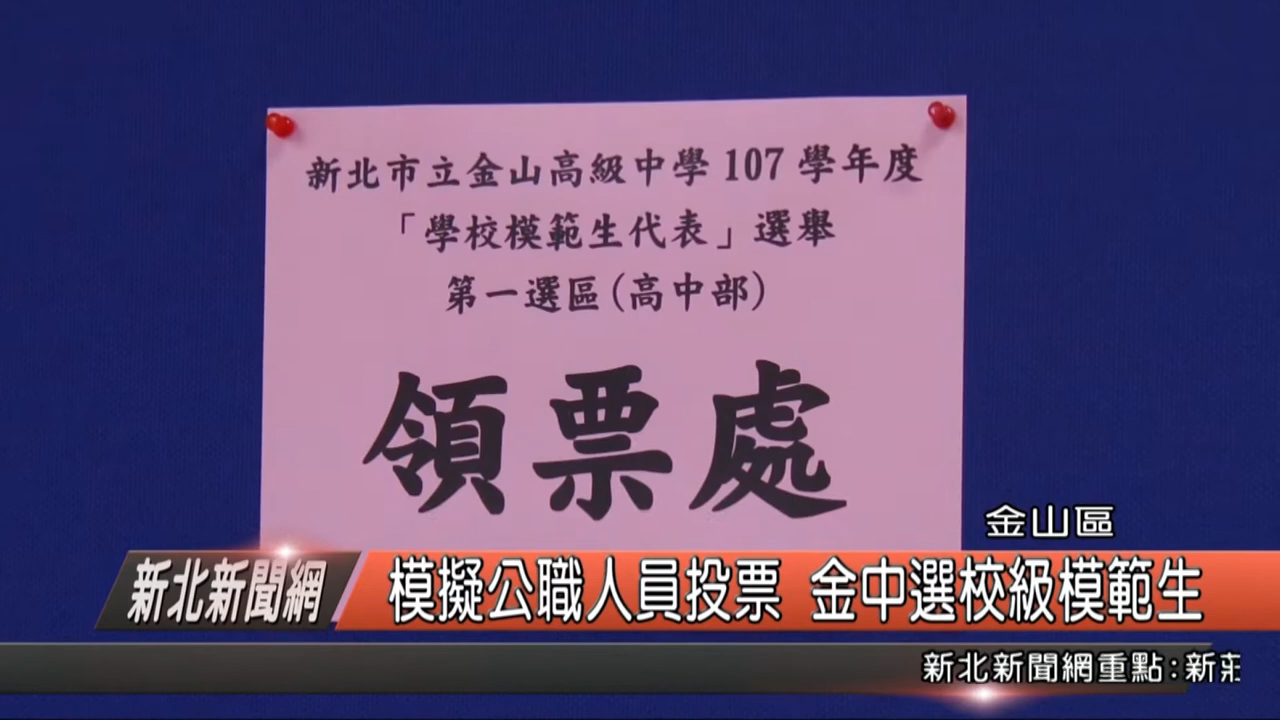 新北市立金山高級中學 107 學年度
「學校模範生代表」選舉
第一選區(高中部)
領票處
金山區
新北新聞網
模擬公職人員投票 金中選校級模範生
新北新聞網重點:新莊